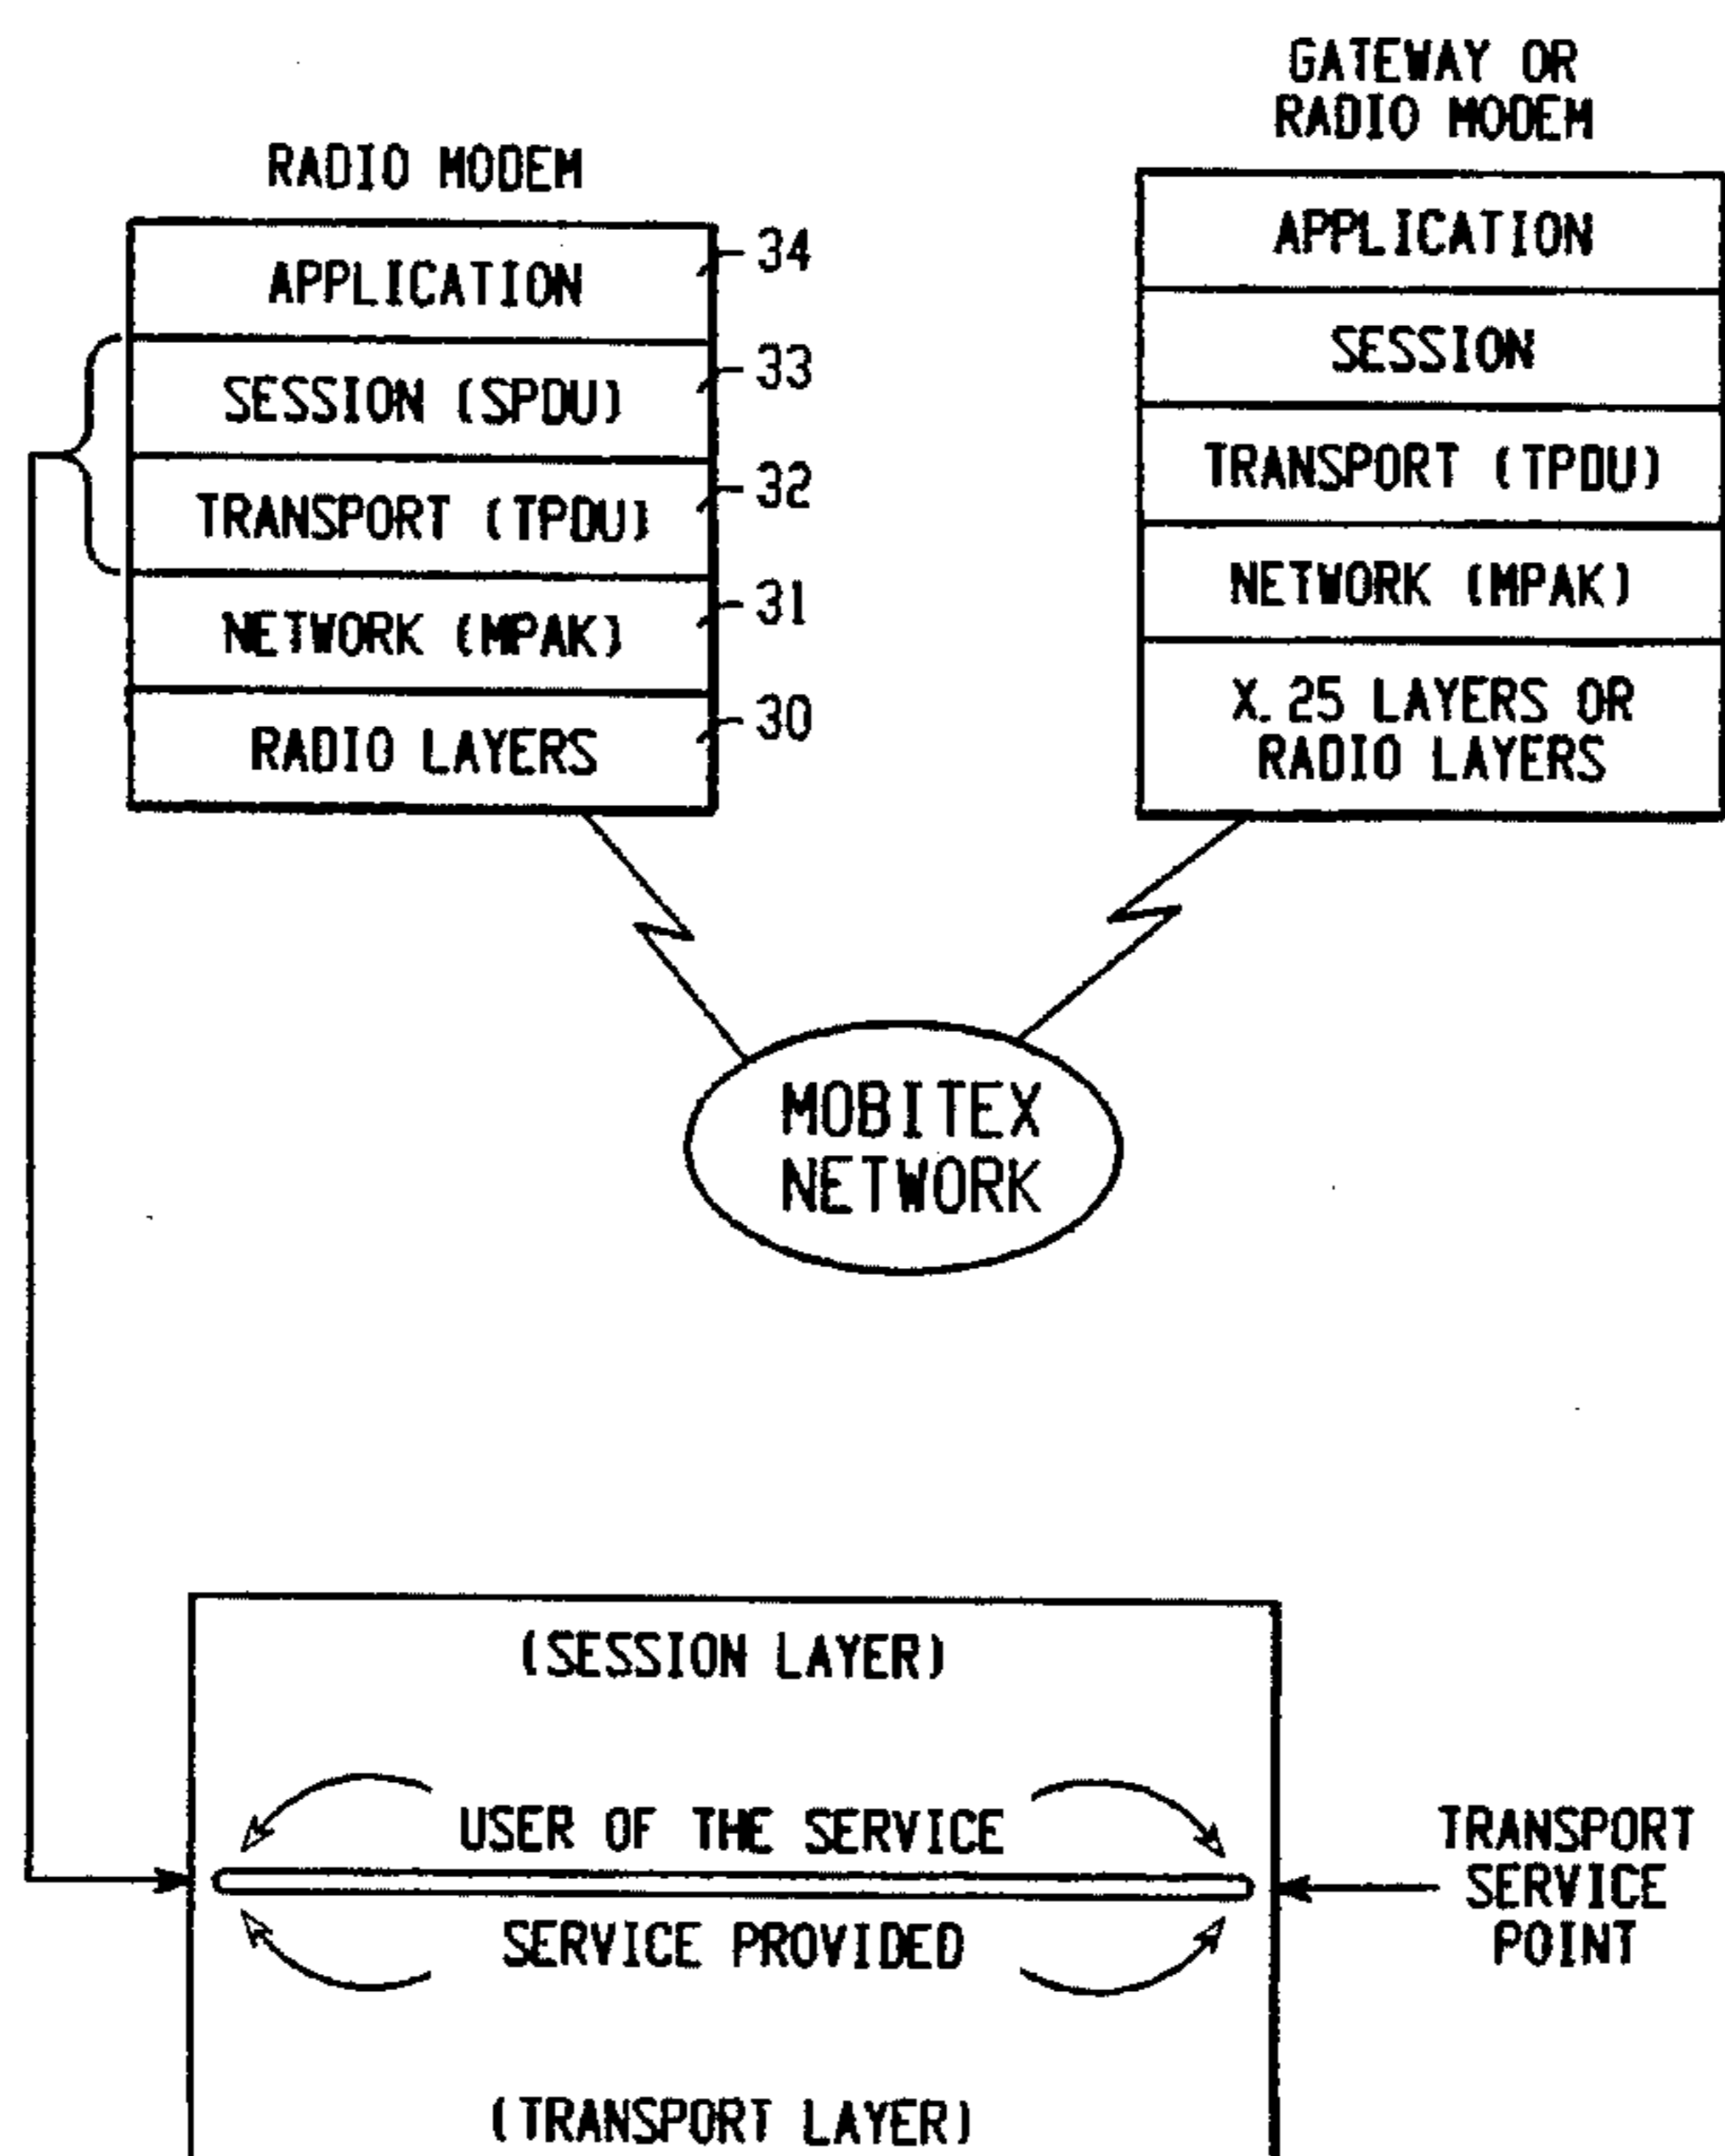 GATEWAY OR
RADIO MODEM
RADIO MODEM
APPLICATION
34
SESSION (SPDU)
33
TRANSPORT (TPDU)
32
NETWORK (MPAK)
31
RADIO LAYERS
30
APPLICATION
SESSION
TRANSPORT (TPDU)
NETWORK (MPAK)
X.25 LAYERS OR
RADIO LAYERS
MOBITEX
NETWORK
(SESSION LAYER)
USER OF THE SERVICE
SERVICE PROVIDED
(TRANSPORT LAYER)
TRANSPORT
SERVICE
POINT